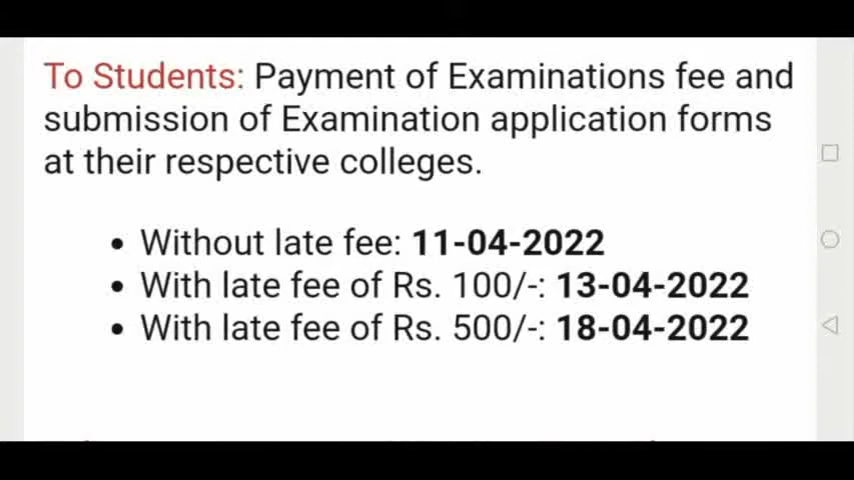 To Students: Payment of Examinations fee and
submission of Examination application forms
at their respective colleges.
• Without late fee: 11-04-2022
• With late fee of Rs. 100/-: 13-04-2022
• With late fee of Rs. 500/-: 18-04-2022